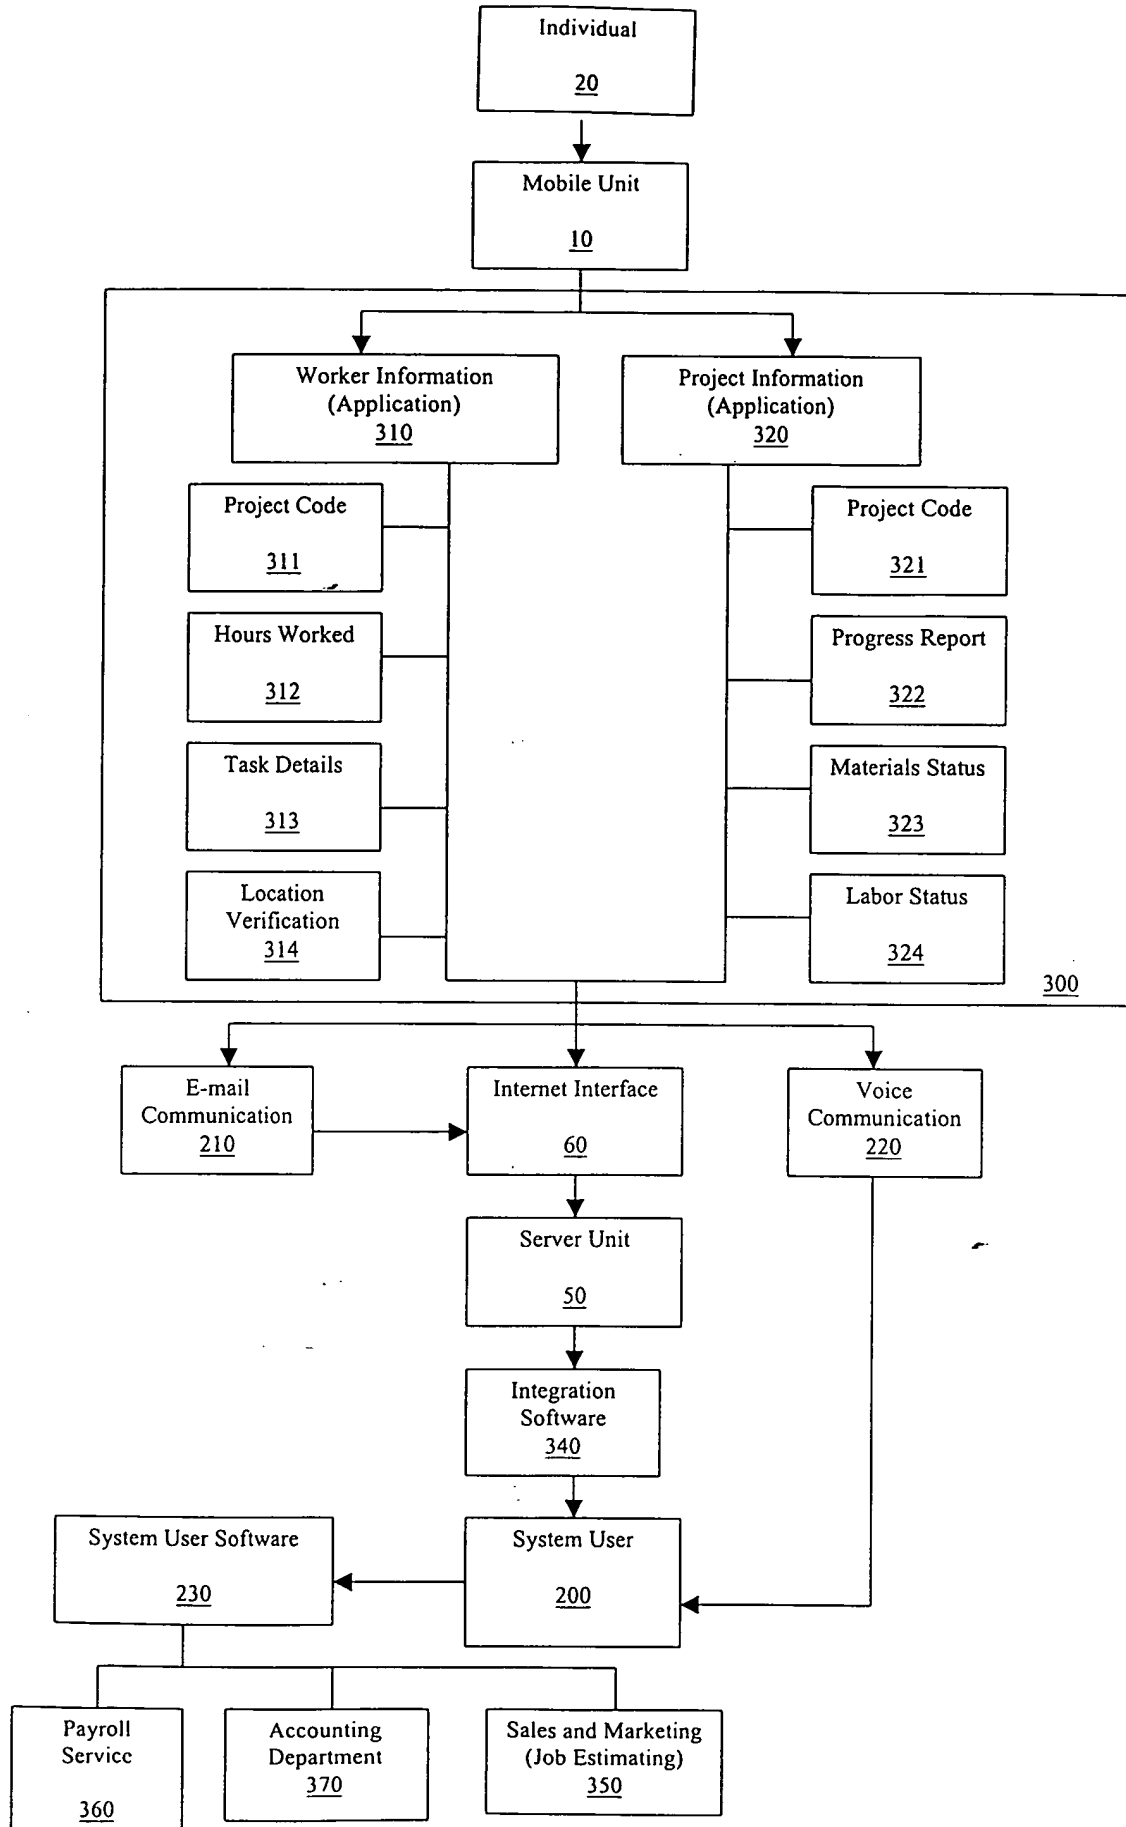 Individual
20
Mobile Unit
10
Worker Information
(Application)
310
Project Information
(Application)
320
Project Code
311
Project Code
321
Hours Worked
312
Progress Report
322
Task Details
313
Materials Status
323
Location
Verification
314
Labor Status
324
300
E-mail
Communication
210
Internet Interface
60
Voice
Communication
220
Server Unit
50
Integration
Software
340
System User Software
230
System User
200
Payroll
Service
360
Accounting
Department
370
Sales and Marketing
(Job Estimating)
350